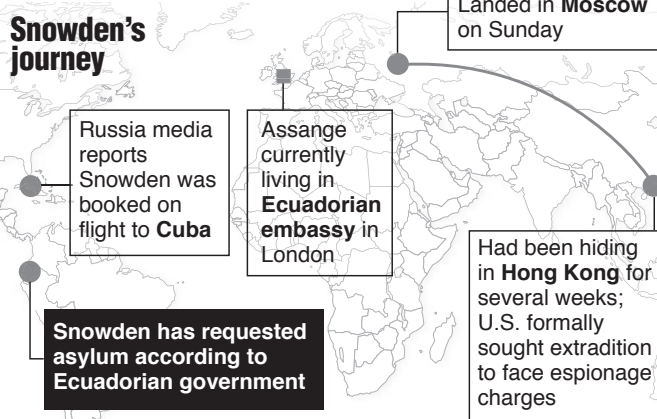 Snowden's
journey
Landed in Moscow
on Sunday
Russia media
reports
Snowden was
booked on
flight to Cuba
Assange
currently
living in
Ecuadorian
embassy in
London
Had been hiding
in Hong Kong for
several weeks;
U.S. formally
sought extradition
to face espionage
charges
Snowden has requested
asylum according to
Ecuadorian government